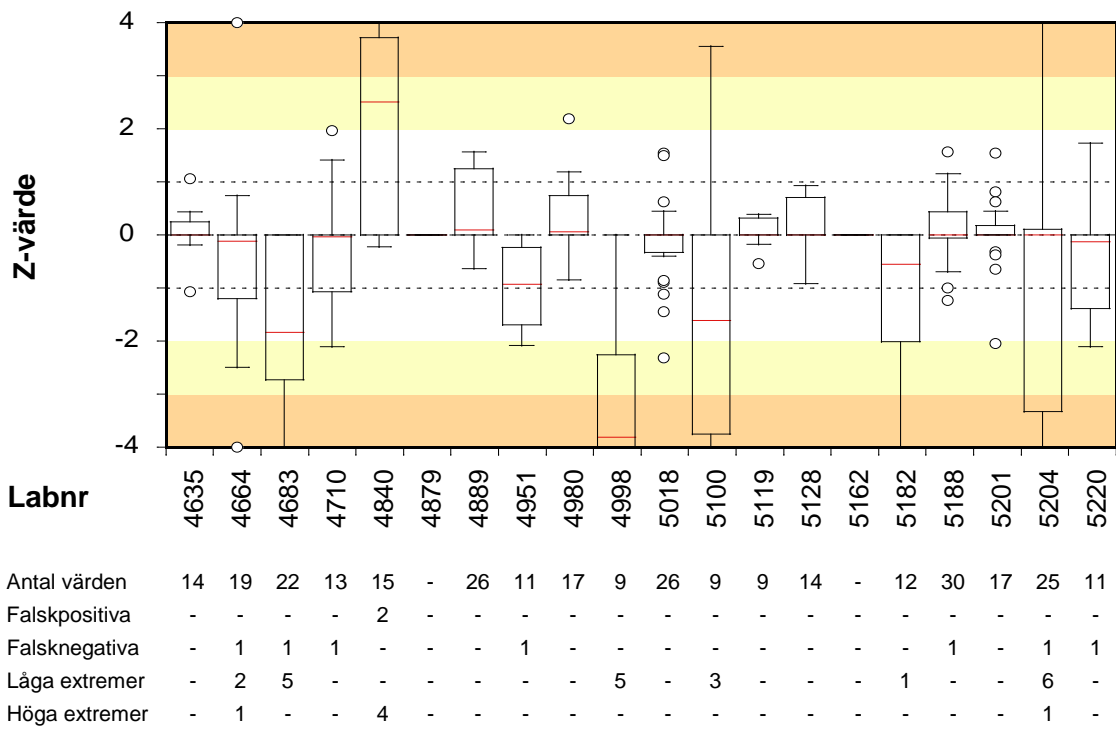 4
2
0
-2
-4
Z-värde
Labnr 4635 4664 4683 4710 4840 4879 4889 4951 4980 4998 5018 5100 5119 5128 5162 5182 5188 5201 5204 5220
Antal värden 14 19 22 13 15 - 26 11 17 9 26 9 9 14 - 12 30 17 25 11
Falskpositiva - - - - 2 - - - - - - - - - - - - - - -
Falsknegativa - 1 1 1 - - - 1 - - - - - - - - 1 - 1 1
Låga extremer - 2 5 - - - - - - 5 - 3 - - - 1 - - 6 -
Höga extremer - 1 - - 4 - - - - - - - - - - - - - 1 -